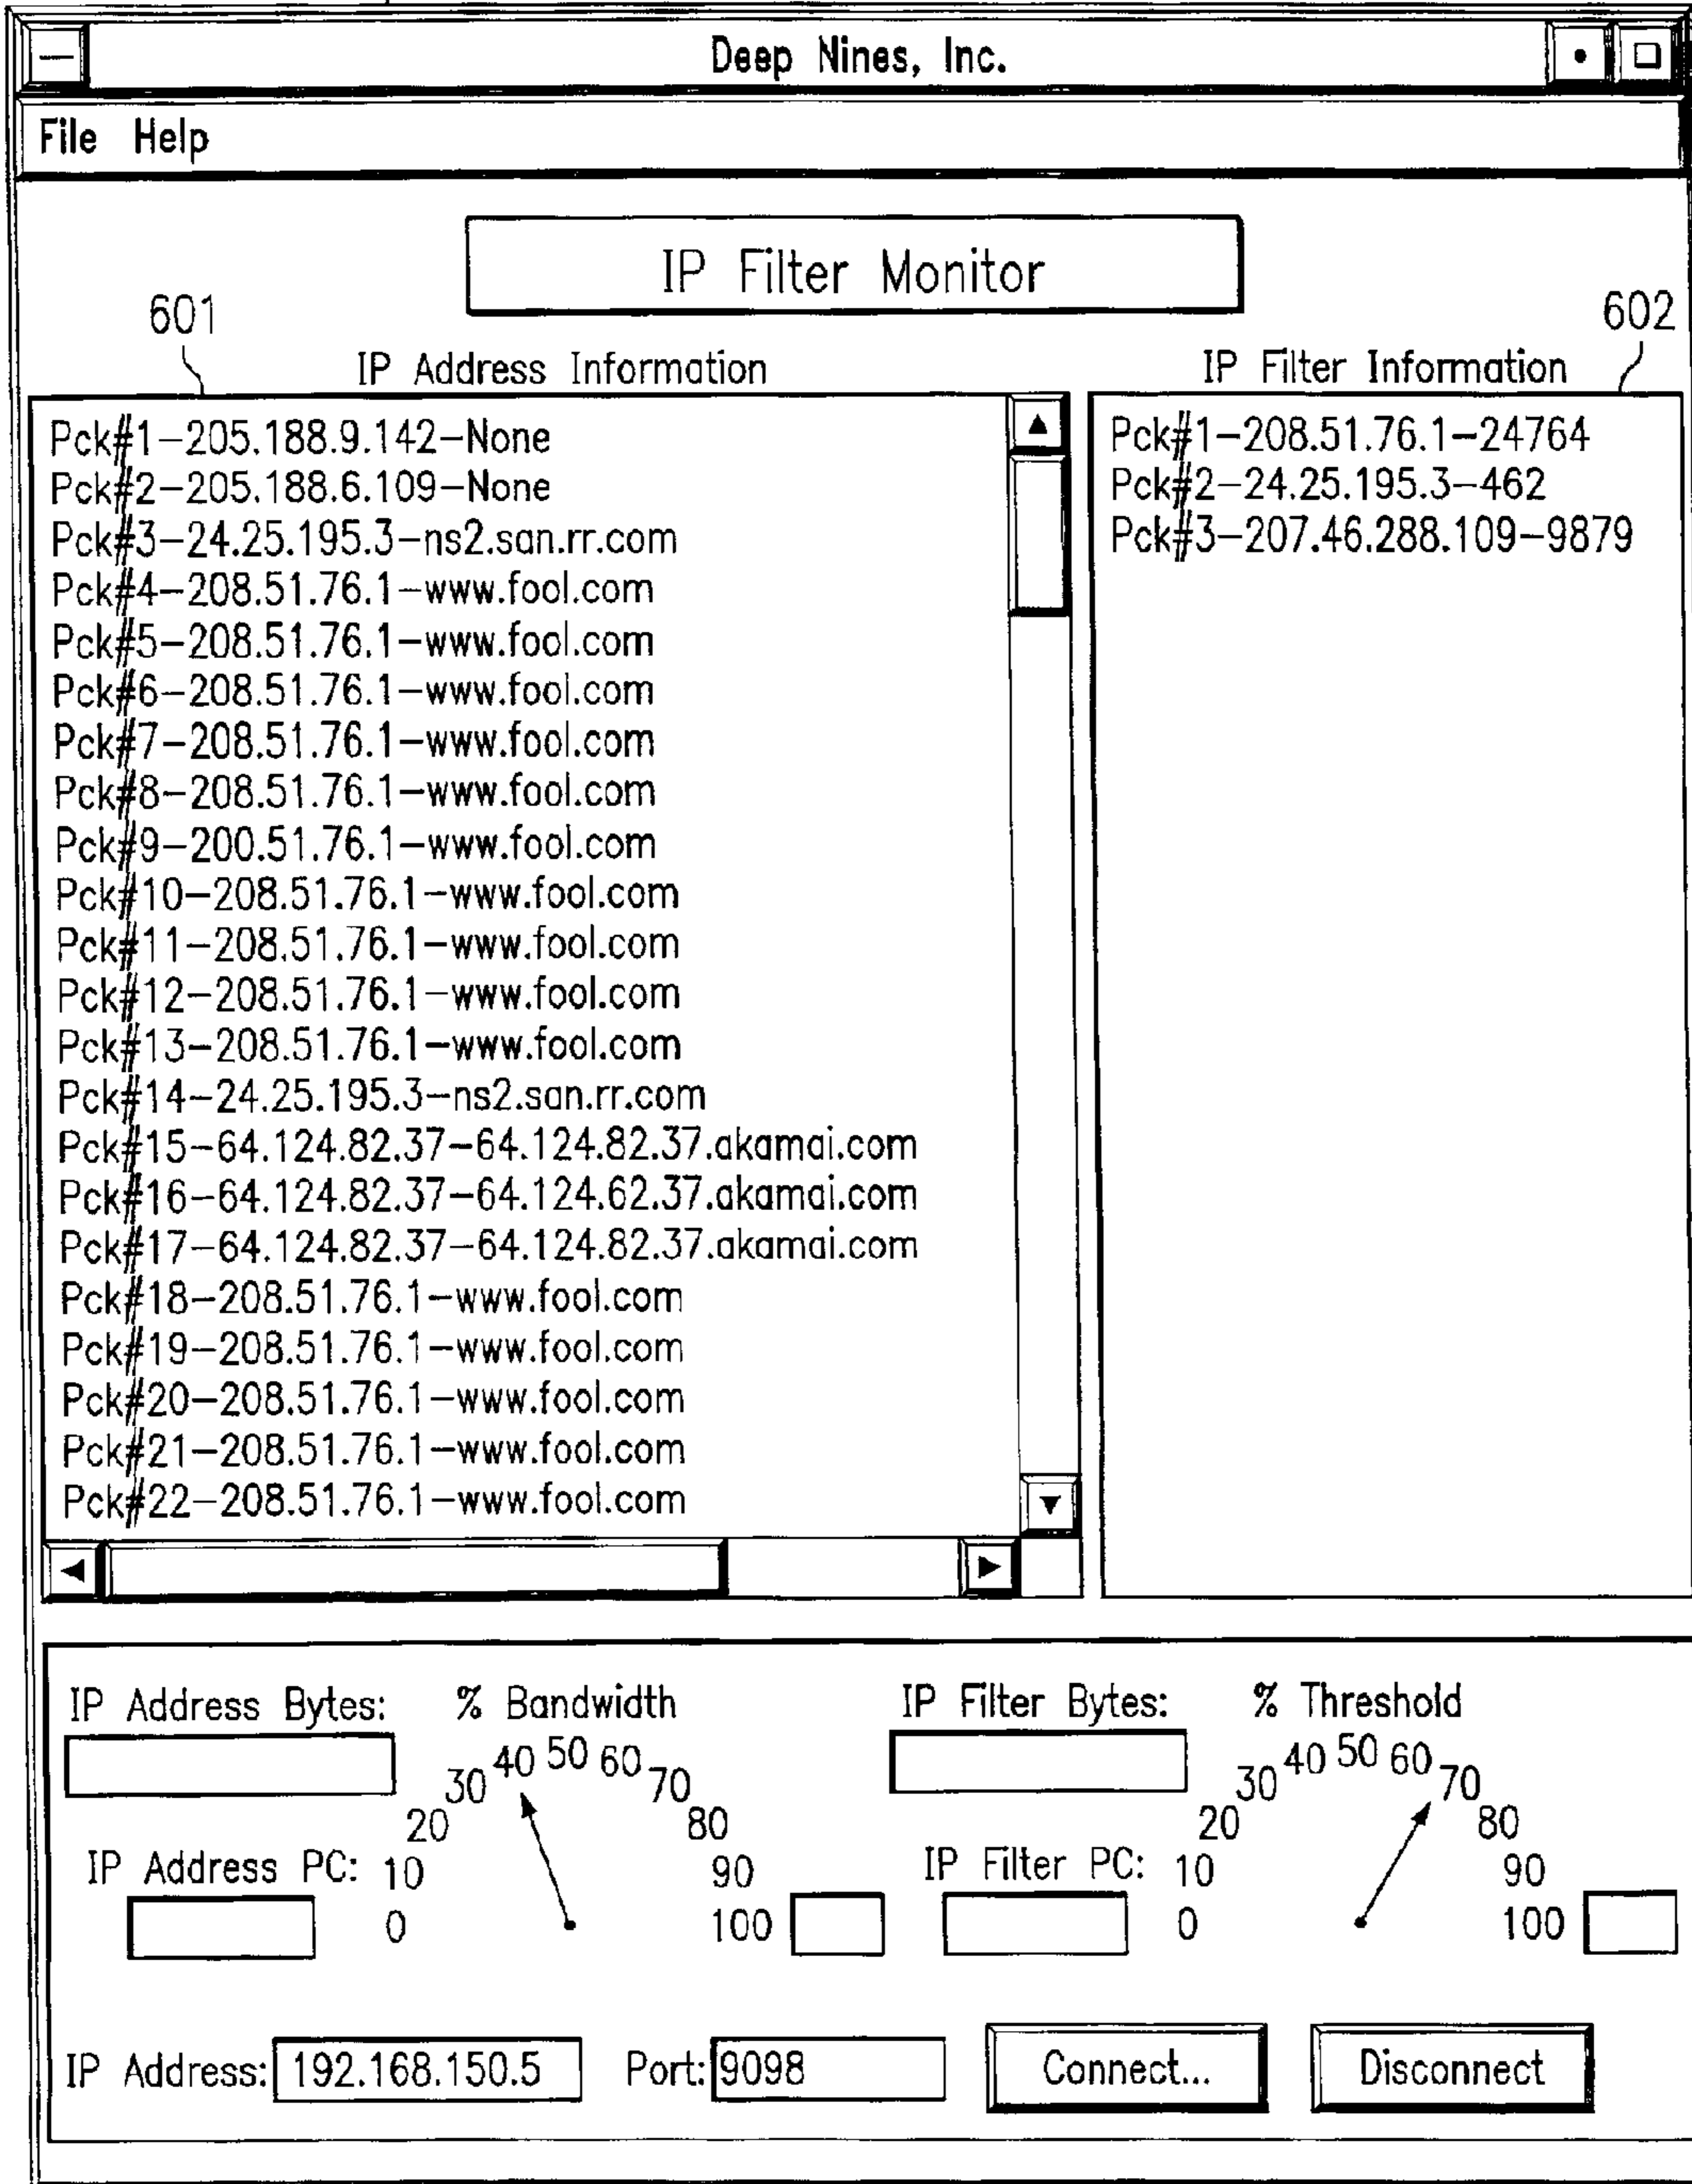 Deep Nines, Inc.
File Help
IP Filter Monitor
601
602
IP Address Information
IP Filter Information
Pck#1-205.188.9.142-None
Pck#2-205.188.6.109-None
Pck#3-24.25.195.3-ns2.san.rr.com
Pck#4-208.51.76.1-www.fool.com
Pck#5-208.51.76.1-www.fool.com
Pck#6-208.51.76.1-www.fool.com
Pck#7-208.51.76.1-www.fool.com
Pck#8-208.51.76.1-www.fool.com
Pck#9-200.51.76.1-www.fool.com
Pck#10-208.51.76.1-www.fool.com
Pck#11-208.51.76.1-www.fool.com
Pck#12-208.51.76.1-www.fool.com
Pck#13-208.51.76.1-www.fool.com
Pck#14-24.25.195.3-ns2.san.rr.com
Pck#15-64.124.82.37-64.124.82.37.akamai.com
Pck#16-64.124.82.37-64.124.62.37.akamai.com
Pck#17-64.124.82.37-64.124.82.37.akamai.com
Pck#18-208.51.76.1-www.fool.com
Pck#19-208.51.76.1-www.fool.com
Pck#20-208.51.76.1-www.fool.com
Pck#21-208.51.76.1-www.fool.com
Pck#22-208.51.76.1-www.fool.com
Pck#1-208.51.76.1-24764
Pck#2-24.25.195.3-462
Pck#3-207.46.288.109-9879
IP Address Bytes:
% Bandwidth
0 10 20 30 40 50 60 70 80 90 100
IP Address PC:
IP Filter Bytes:
% Threshold
0 10 20 30 40 50 60 70 80 90 100
IP Filter PC:
IP Address: 192.168.150.5 Port: 9098 Connect... Disconnect